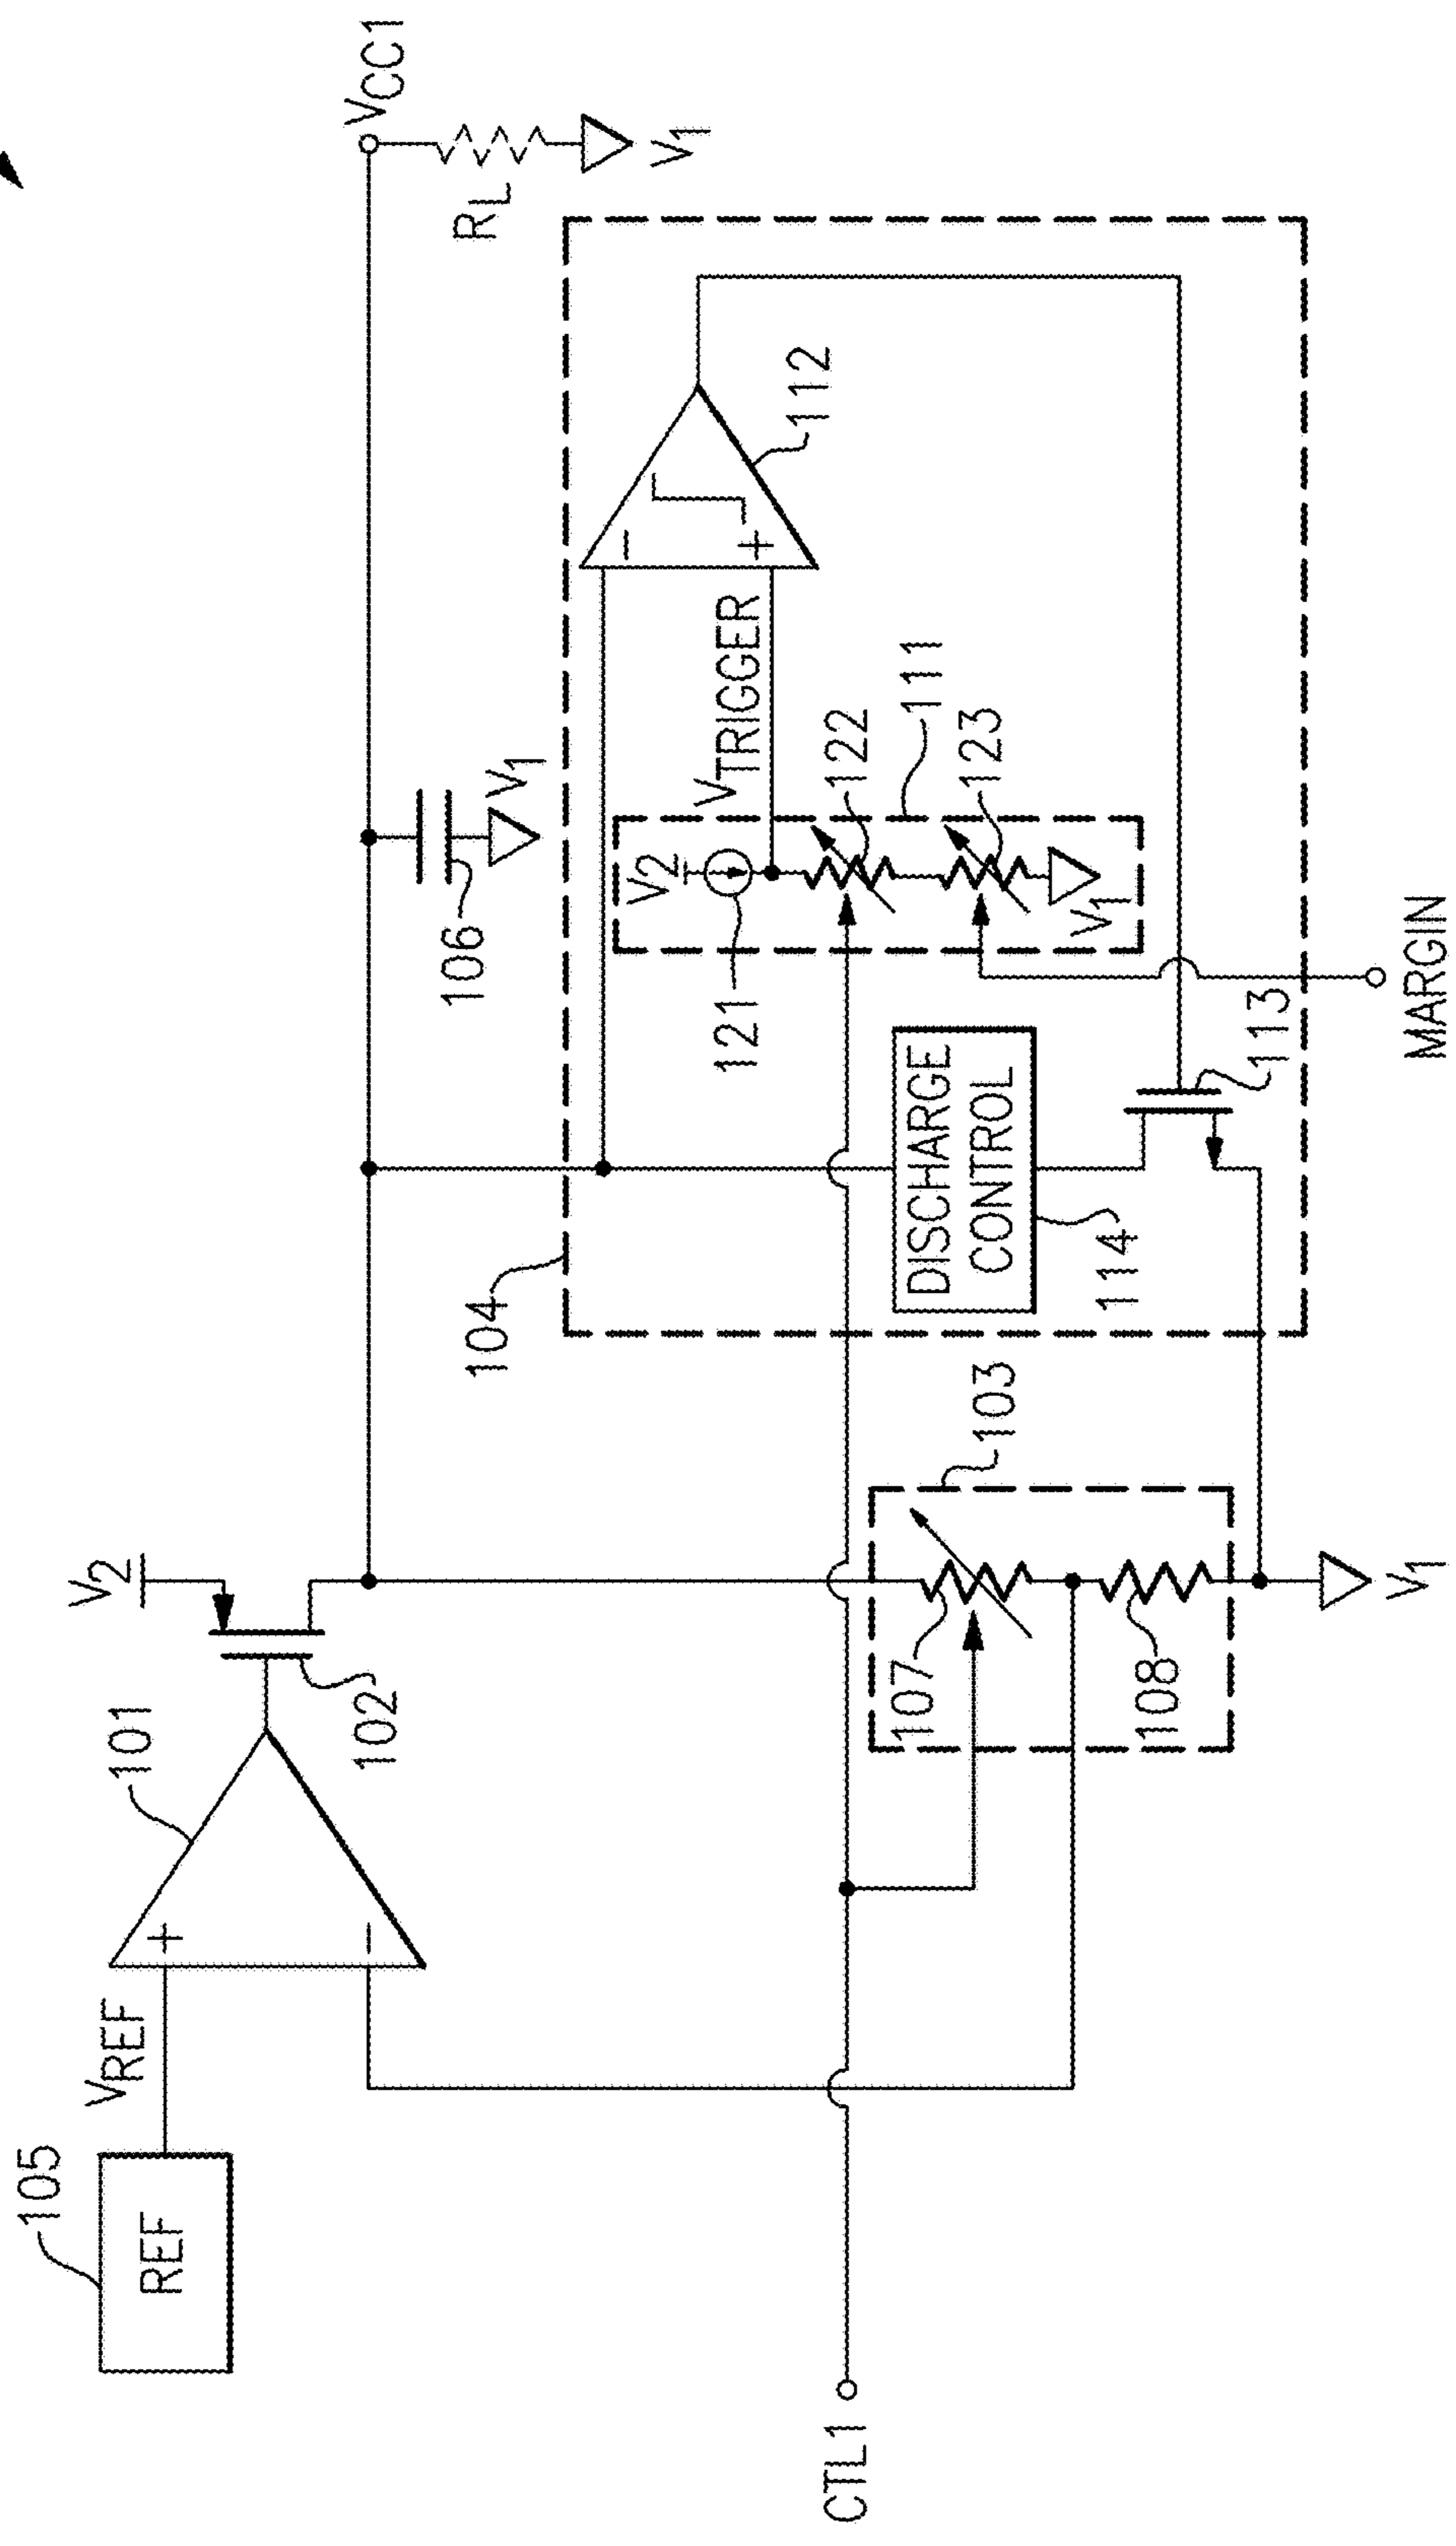 105
REF
VREF
101
V2
102
VCC1
RL
V1
106
V1
104
112
-
+
VTRIGGER
V2
121
122
111
123
V1
DISCHARGE
CONTROL
114
113
103
107
108
V1
CTL1
MARGIN
+
-